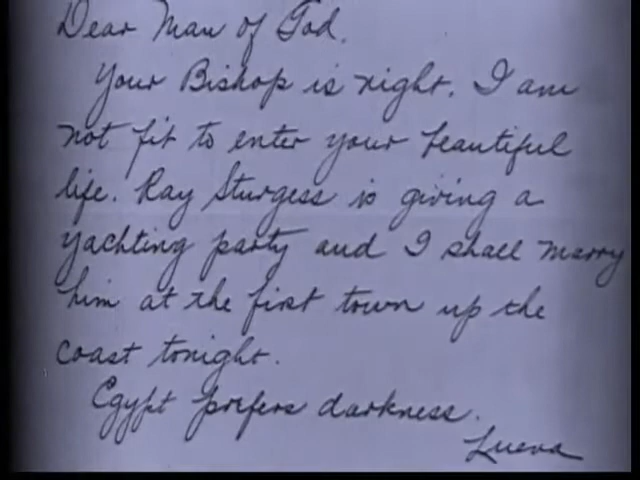 Dear Man of God.
Your Bishop is right. I am
not fit to enter your beautiful
life. Ray Sturgess is giving a
yachting party and I shall marry
him at the first town up the
coast tonight.
Egypt prefers darkness.
Lueva